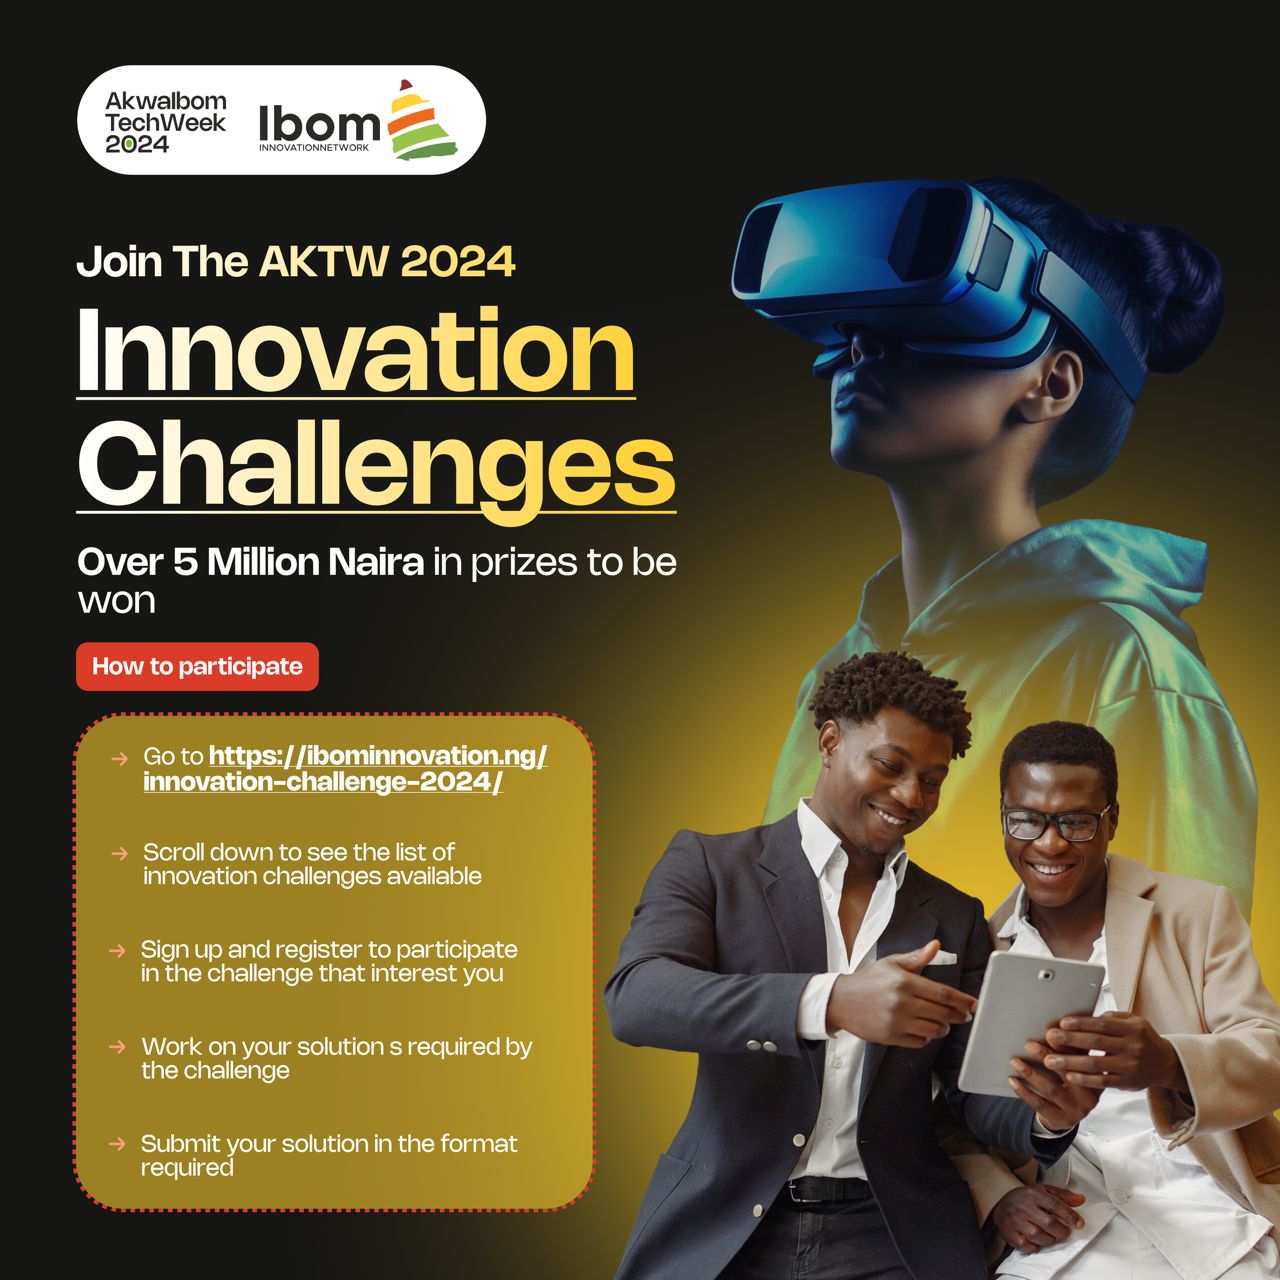 AkwaIbom
TechWeek
2024
Ibom
INNOVATIONNETWORK
Join The AKTW 2024
Innovation
Challenges
Over 5 Million Naira in prizes to be
won
How to participate
→ Go to https://ibominnovation.ng/
innovation-challenge-2024/
→ Scroll down to see the list of
innovation challenges available
→ Sign up and register to participate
in the challenge that interest you
→ Work on your solution s required by
the challenge
→ Submit your solution in the format
required